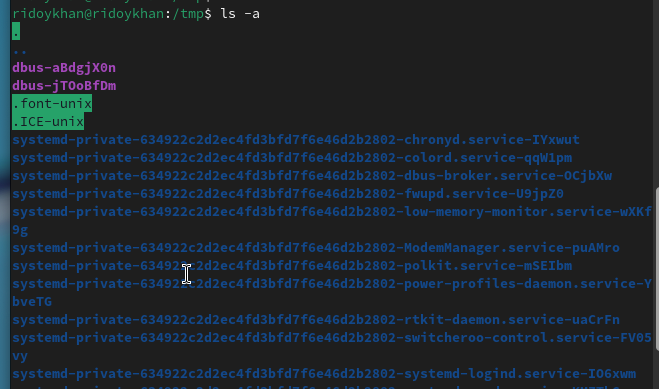 ridoykhan@ridoykhan:/tmp$ ls -a
.
..
dbus-aBdgjX0n
dbus-jTOoBfDm
.font-unix
.ICE-unix
systemd-private-634922c2d2ec4fd3bfd7f6e46d2b2802-chronyd.service-IYxwut
systemd-private-634922c2d2ec4fd3bfd7f6e46d2b2802-colord.service-qqW1pm
systemd-private-634922c2d2ec4fd3bfd7f6e46d2b2802-dbus-broker.service-OCjbXw
systemd-private-634922c2d2ec4fd3bfd7f6e46d2b2802-fwupd.service-U9jpZ0
systemd-private-634922c2d2ec4fd3bfd7f6e46d2b2802-low-memory-monitor.service-wXKf
9g
systemd-private-634922c2d2ec4fd3bfd7f6e46d2b2802-ModemManager.service-puAMro
systemd-private-634922c2d2ec4fd3bfd7f6e46d2b2802-polkit.service-mSEIbm
systemd-private-634922c2d2ec4fd3bfd7f6e46d2b2802-power-profiles-daemon.service-Y
bveTG
systemd-private-634922c2d2ec4fd3bfd7f6e46d2b2802-rtkit-daemon.service-uaCrFn
systemd-private-634922c2d2ec4fd3bfd7f6e46d2b2802-switcheroo-control.service-FV05
vy
systemd-private-634922c2d2ec4fd3bfd7f6e46d2b2802-systemd-logind.service-IO6xwm